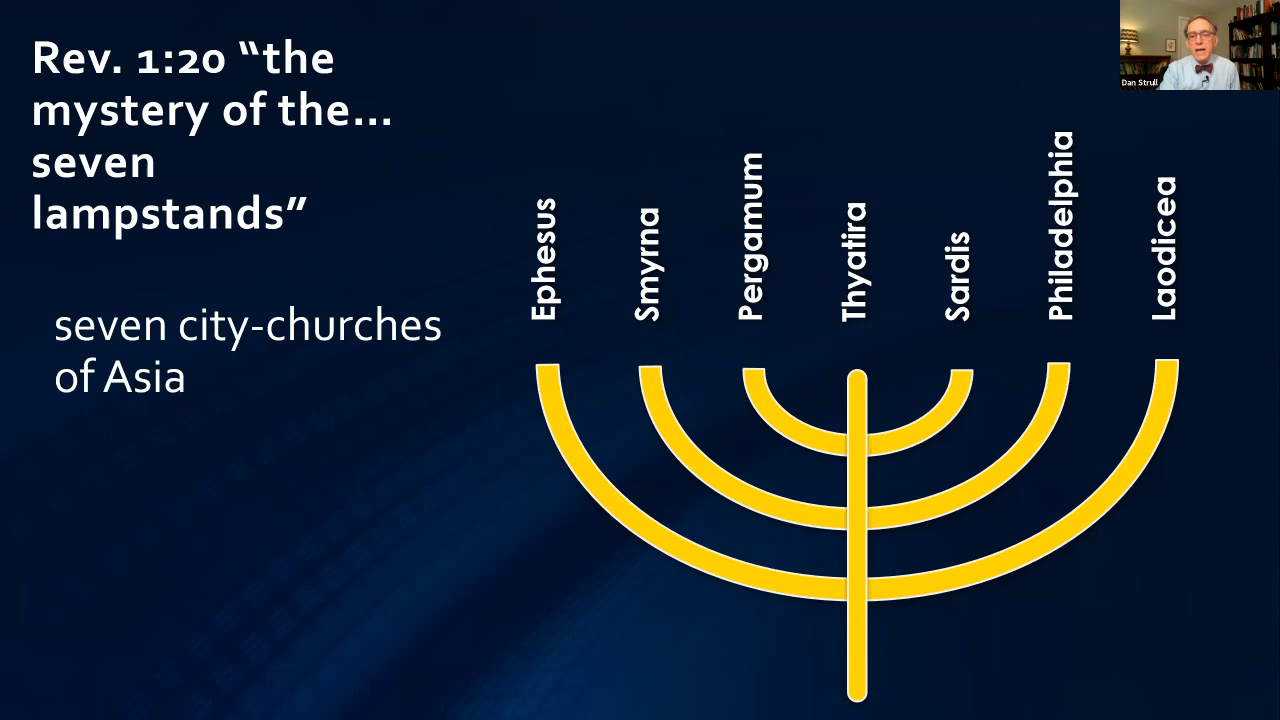 Rev. 1:20 “the
mystery of the…
seven
lampstands”
seven city-churches
of Asia
Ephesus
Smyrna
Pergamum
Thyatira
Sardis
Philadelphia
Laodicea
Dan Strull